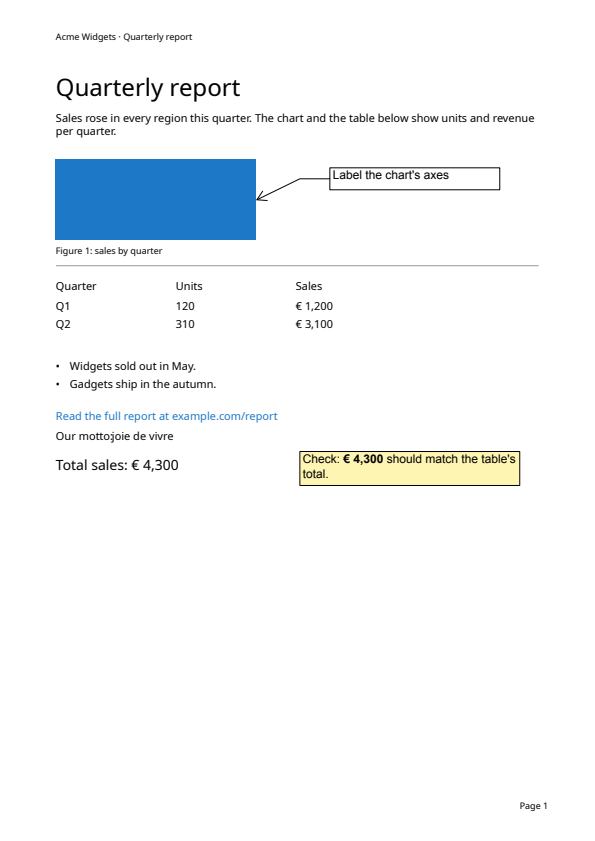 Acme Widgets · Quarterly report
Quarterly report
Sales rose in every region this quarter. The chart and the table below show units and revenue
per quarter.
Label the chart's axes
Figure 1: sales by quarter
Quarter Units Sales
Q1 120 € 1,200
Q2 310 € 3,100
• Widgets sold out in May.
• Gadgets ship in the autumn.
Read the full report at example.com/report
Our motto:joie de vivre
Total sales: € 4,300
Check: € 4,300 should match the table's
total.
Page 1